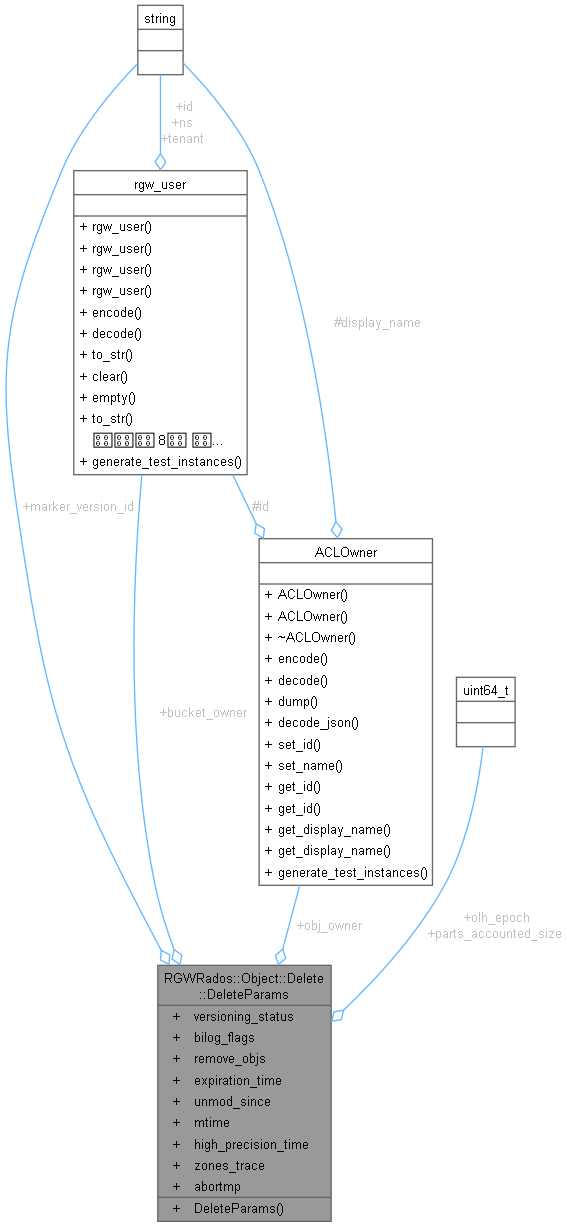 string
+id
+ns
+tenant
rgw_user
+ rgw_user()
+ rgw_user()
+ rgw_user()
+ rgw_user()
+ encode()
+ decode()
+ to_str()
+ clear()
+ empty()
+ to_str()
8 ...
+ generate_test_instances()
#display_name
+marker_version_id
#id
ACLOwner
+ ACLOwner()
+ ACLOwner()
+ ~ACLOwner()
+ encode()
+ decode()
+ dump()
+ decode_json()
+ set_id()
+ set_name()
+ get_id()
+ get_id()
+ get_display_name()
+ get_display_name()
+ generate_test_instances()
uint64_t
+bucket_owner
+obj_owner
+olh_epoch
+parts_accounted_size
RGWRados::Object::Delete
::DeleteParams
+ versioning_status
+ bilog_flags
+ remove_objs
+ expiration_time
+ unmod_since
+ mtime
+ high_precision_time
+ zones_trace
+ abortmp
+ DeleteParams()